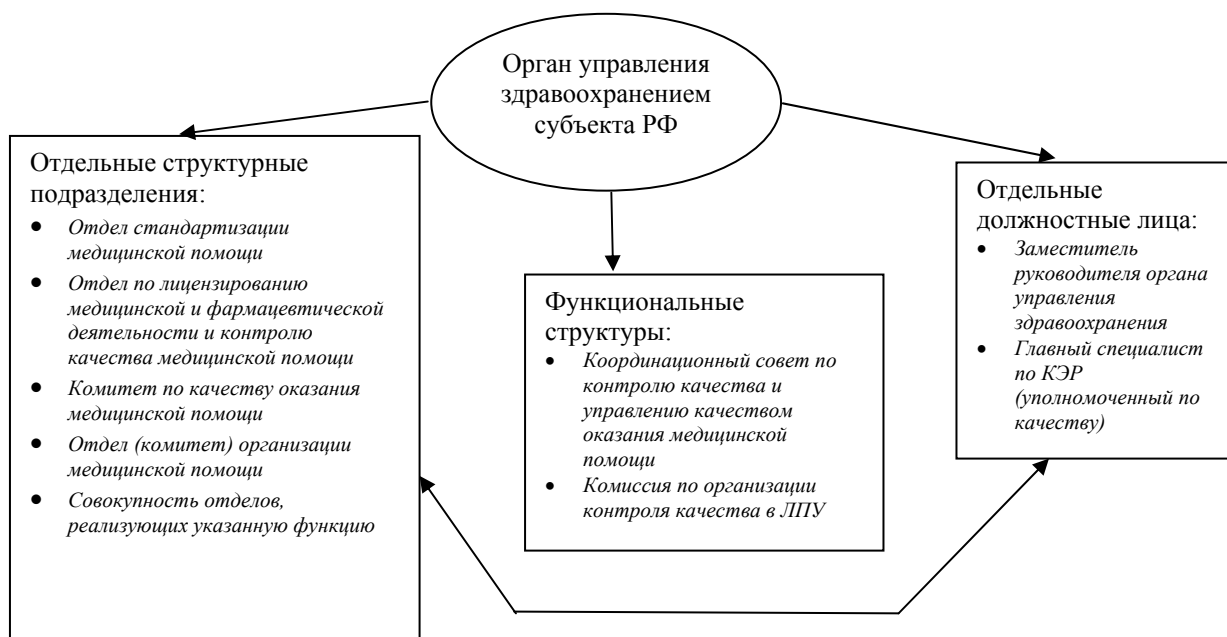 Орган управления
здравоохранением
субъекта РФ
Отдельные структурные
подразделения:
• Отдел стандартизации
медицинской помощи
• Отдел по лицензированию
медицинской и фармацевтической
деятельности и контролю
качества медицинской помощи
• Комитет по качеству оказания
медицинской помощи
• Отдел (комитет) организации
медицинской помощи
• Совокупность отделов,
реализующих указанную функцию
Функциональные
структуры:
• Координационный совет по
контролю качества и
управлению качеством
оказания медицинской
помощи
• Комиссия по организации
контроля качества в ЛПУ
Отдельные
должностные лица:
• Заместитель
руководителя органа
управления
здравоохранения
• Главный специалист
по КЭР
(уполномоченный по
качеству)